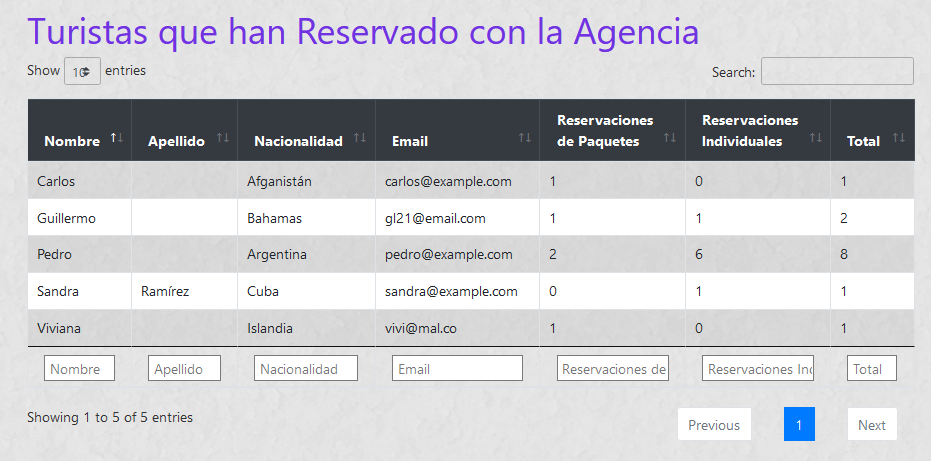 Turistas que han Reservado con la Agencia
Show 10 entries Search:
Nombre Apellido Nacionalidad Email Reservaciones de Paquetes Reservaciones Individuales Total
Carlos Afganistán carlos@example.com 1 0 1
Guillermo Bahamas gl21@email.com 1 1 2
Pedro Argentina pedro@example.com 2 6 8
Sandra Ramírez Cuba sandra@example.com 0 1 1
Viviana Islandia vivi@mal.co 1 0 1
Nombre Apellido Nacionalidad Email Reservaciones de Reservaciones Ind Total
Showing 1 to 5 of 5 entries Previous 1 Next